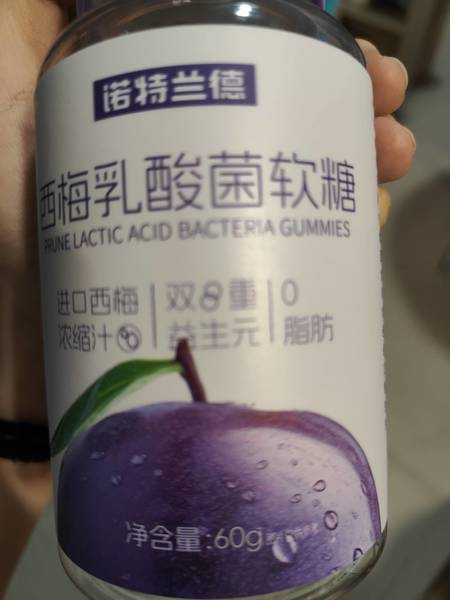 诺特兰德
西梅乳酸菌软糖
PRUNE LACTIC ACID BACTERIA GUMMIES
进口西梅
浓缩汁
双重
益生元
0
脂肪
净含量:60g